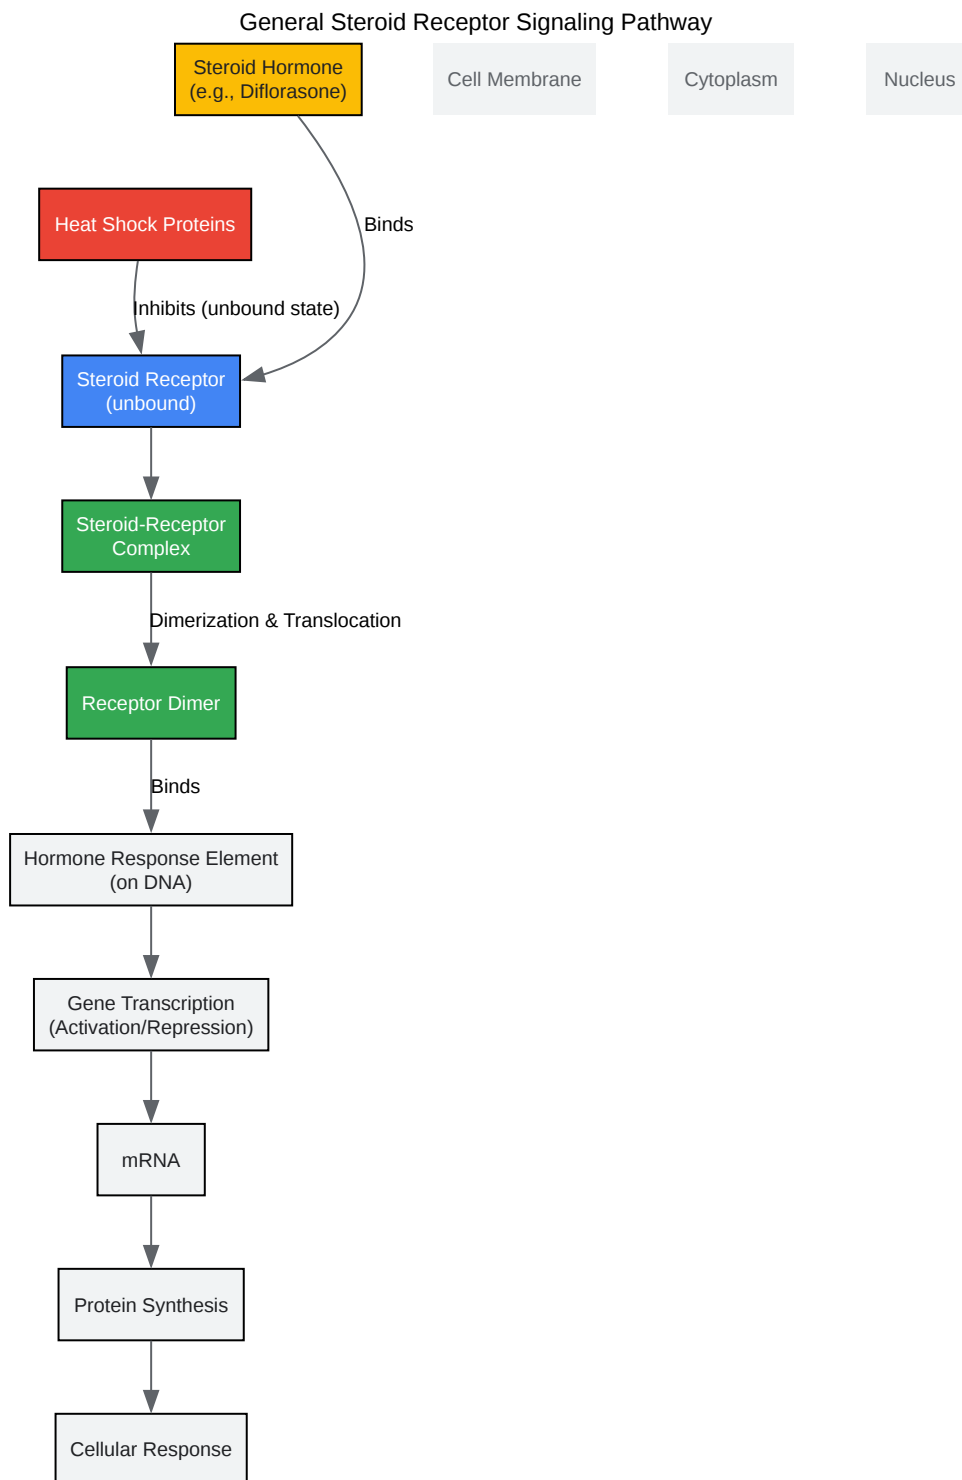 General Steroid Receptor Signaling Pathway
Steroid Hormone
(e.g., Diflorasone)
Cell Membrane
Cytoplasm
Nucleus
Heat Shock Proteins
Binds
Inhibits (unbound state)
Steroid Receptor
(unbound)
Steroid-Receptor
Complex
Dimerization & Translocation
Receptor Dimer
Binds
Hormone Response Element
(on DNA)
Gene Transcription
(Activation/Repression)
mRNA
Protein Synthesis
Cellular Response